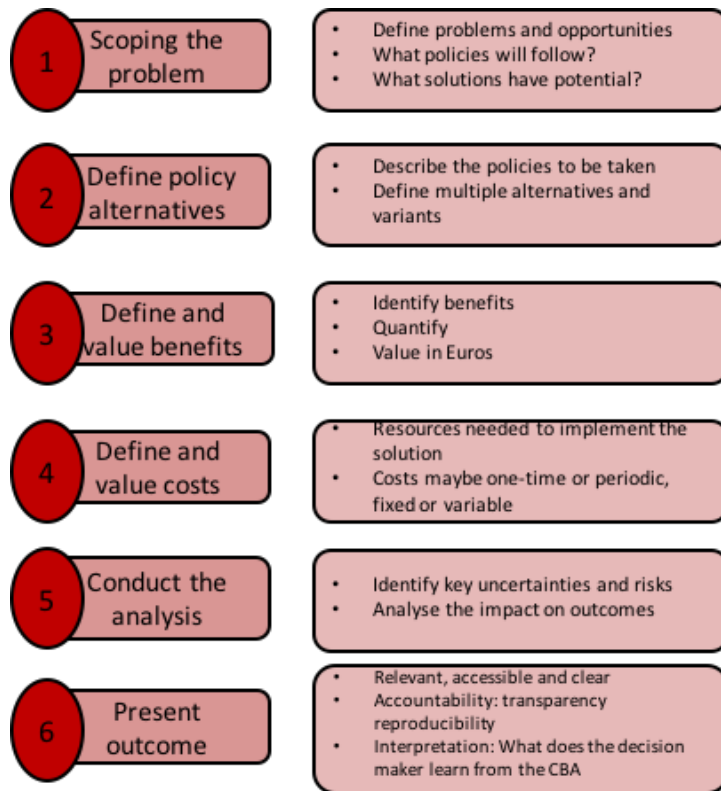 1
Scoping the
problem
• Define problems and opportunities
• What policies will follow?
• What solutions have potential?
2
Define policy
alternatives
• Describe the policies to be taken
• Define multiple alternatives and
variants
3
Define and
value benefits
• Identify benefits
• Quantify
• Value in Euros
4
Define and
value costs
• Resources needed to implement the
solution
• Costs maybe one-time or periodic,
fixed or variable
5
Conduct the
analysis
• Identify key uncertainties and risks
• Analyse the impact on outcomes
6
Present
outcome
• Relevant, accessible and clear
• Accountability: transparency
reproducibility
• Interpretation: What does the decision
maker learn from the CBA